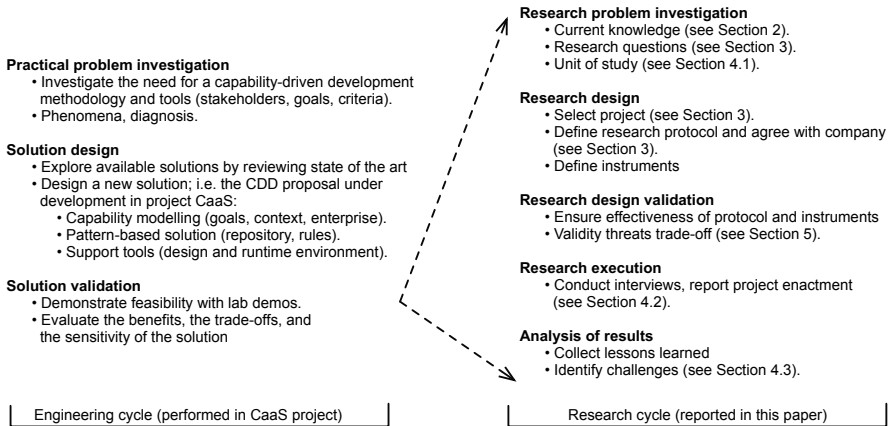 Practical problem investigation
• Investigate the need for a capability-driven development
methodology and tools (stakeholders, goals, criteria).
• Phenomena, diagnosis.
Solution design
• Explore available solutions by reviewing state of the art
• Design a new solution; i.e. the CDD proposal under
development in project CaaS:
• Capability modelling (goals, context, enterprise).
• Pattern-based solution (repository, rules).
• Support tools (design and runtime environment).
Solution validation
• Demonstrate feasibility with lab demos.
• Evaluate the benefits, the trade-offs, and
the sensitivity of the solution
Engineering cycle (performed in CaaS project)
Research problem investigation
• Current knowledge (see Section 2).
• Research questions (see Section 3).
• Unit of study (see Section 4.1).
Research design
• Select project (see Section 3).
• Define research protocol and agree with company
(see Section 3).
• Define instruments
Research design validation
• Ensure effectiveness of protocol and instruments
• Validity threats trade-off (see Section 5).
Research execution
• Conduct interviews, report project enactment
(see Section 4.2).
Analysis of results
• Collect lessons learned
• Identify challenges (see Section 4.3).
Research cycle (reported in this paper)